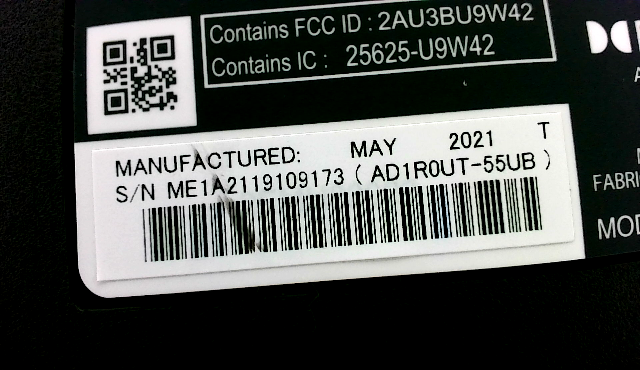 Contains FCC ID : 2AU3BU9W42
Contains IC : 25625-U9W42
MANUFACTURED: MAY 2021 T
S/N ME1A2119109173 ( AD1R0UT-55UB )